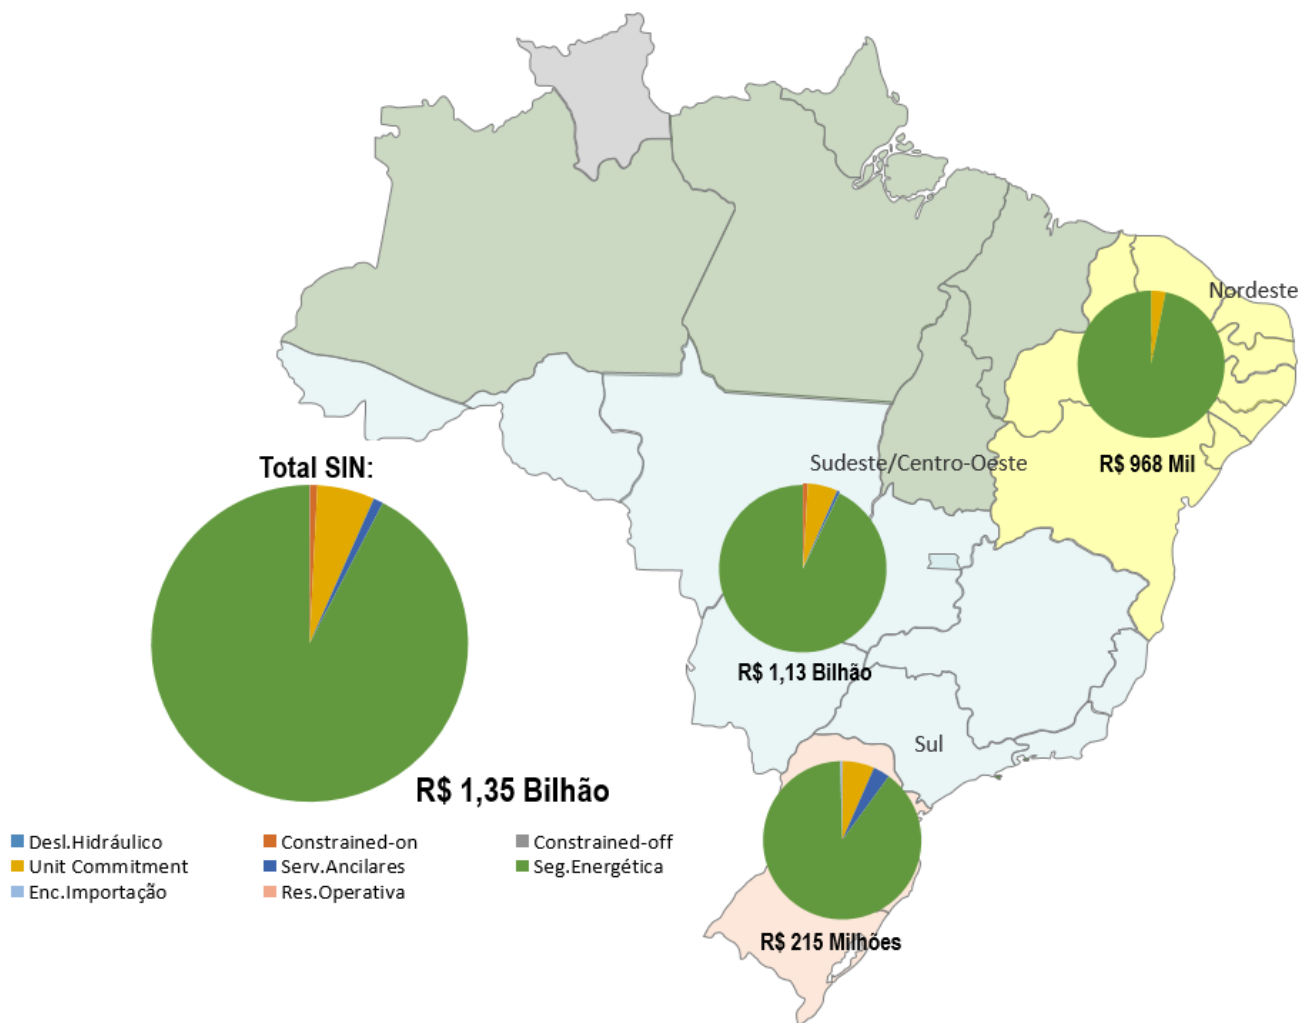 Nordeste
R$ 968 Mil
Sudeste/Centro-Oeste
Total SIN:
R$ 1,13 Bilhão
Sul
R$ 1,35 Bilhão
Desl.Hidráulico
Constrained-on
Constrained-off
Unit Commitment
Serv.Ancilares
Seg.Energética
Enc.Importação
Res.Operativa
R$ 215 Milhões